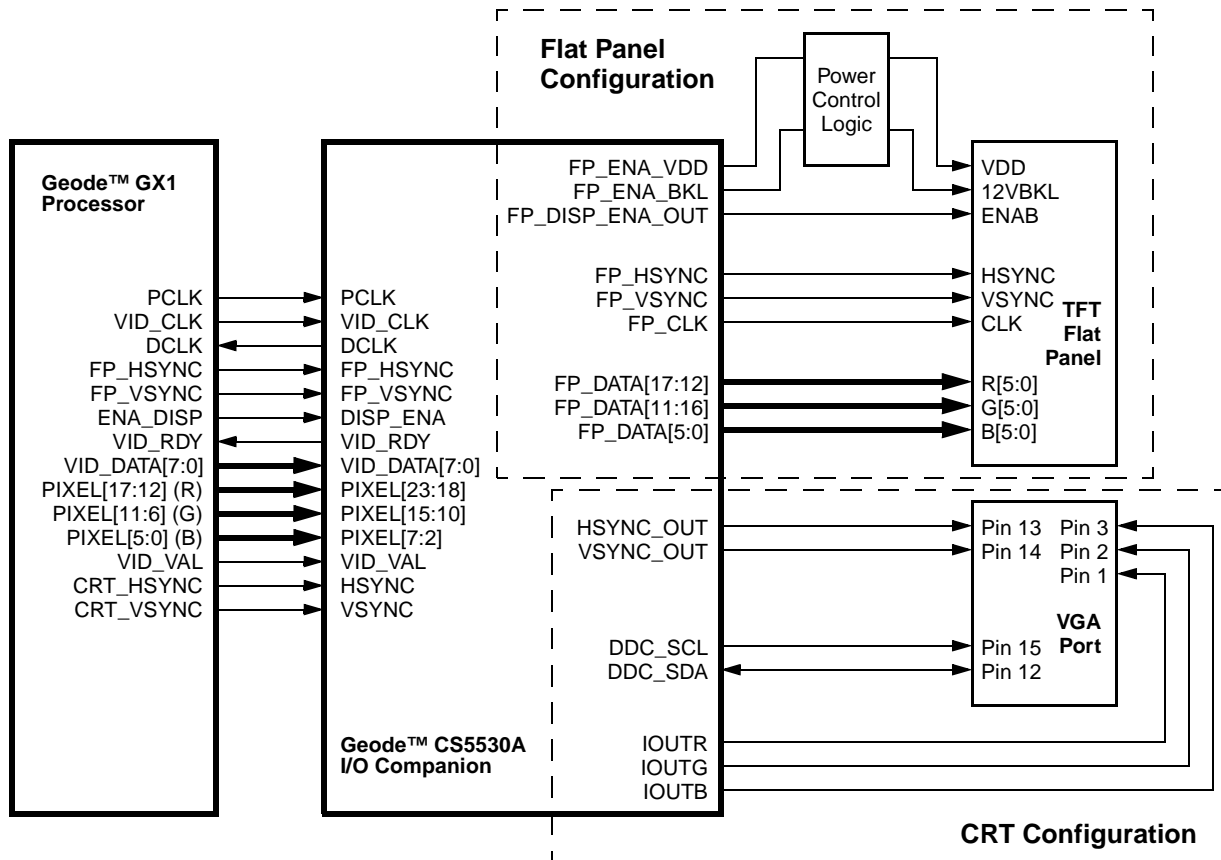 Flat Panel
Configuration
Power
Control
Logic
Geode™ GX1
Processor
PCLK
VID_CLK
DCLK
FP_HSYNC
FP_VSYNC
ENA_DISP
VID_RDY
VID_DATA[7:0]
PIXEL[17:12] (R)
PIXEL[11:6] (G)
PIXEL[5:0] (B)
VID_VAL
CRT_HSYNC
CRT_VSYNC
PCLK
VID_CLK
DCLK
FP_HSYNC
FP_VSYNC
DISP_ENA
VID_RDY
VID_DATA[7:0]
PIXEL[23:18]
PIXEL[15:10]
PIXEL[7:2]
VID_VAL
HSYNC
VSYNC
Geode™ CS5530A
I/O Companion
FP_ENA_VDD
FP_ENA_BKL
FP_DISP_ENA_OUT
FP_HSYNC
FP_VSYNC
FP_CLK
FP_DATA[17:12]
FP_DATA[11:16]
FP_DATA[5:0]
VDD
12VBKL
ENAB
HSYNC
VSYNC
CLK
TFT
Flat
Panel
R[5:0]
G[5:0]
B[5:0]
HSYNC_OUT
VSYNC_OUT
DDC_SCL
DDC_SDA
IOUTR
IOUTG
IOUTB
Pin 13 Pin 3
Pin 14 Pin 2
Pin 1
VGA
Port
Pin 15
Pin 12
CRT Configuration